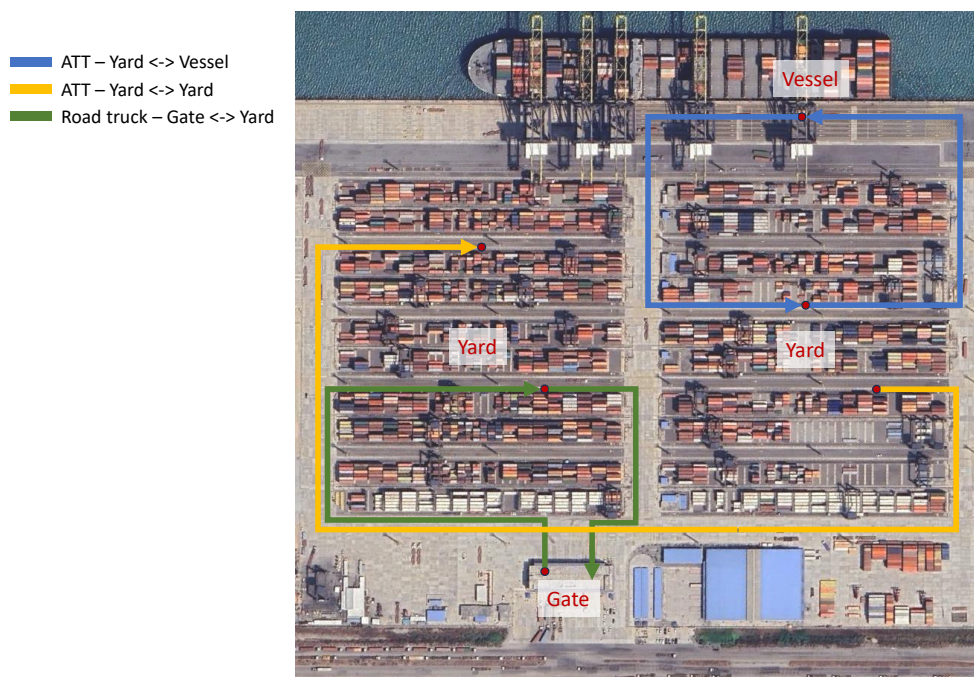 ATT – Yard <-> Vessel
ATT – Yard <-> Yard
Road truck – Gate <-> Yard
Vessel
Yard
Yard
Gate